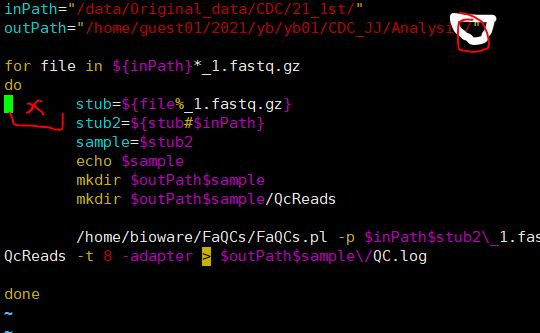 inPath="/data/Original_data/CDC/21_1st/"
outPath="/home/guest01/2021/yb/yb01/CDC_JJ/Analysi /"
for file in ${inPath}*_1.fastq.gz
do
x stub=${file%_1.fastq.gz}
stub2=${stub#$inPath}
sample=$stub2
echo $sample
mkdir $outPath$sample
mkdir $outPath$sample/QcReads
/home/bioware/FaQCs/FaQCs.pl -p $inPath$stub2\_1.fas
QcReads -t 8 -adapter > $outPath$sample\/QC.log
done
~
~